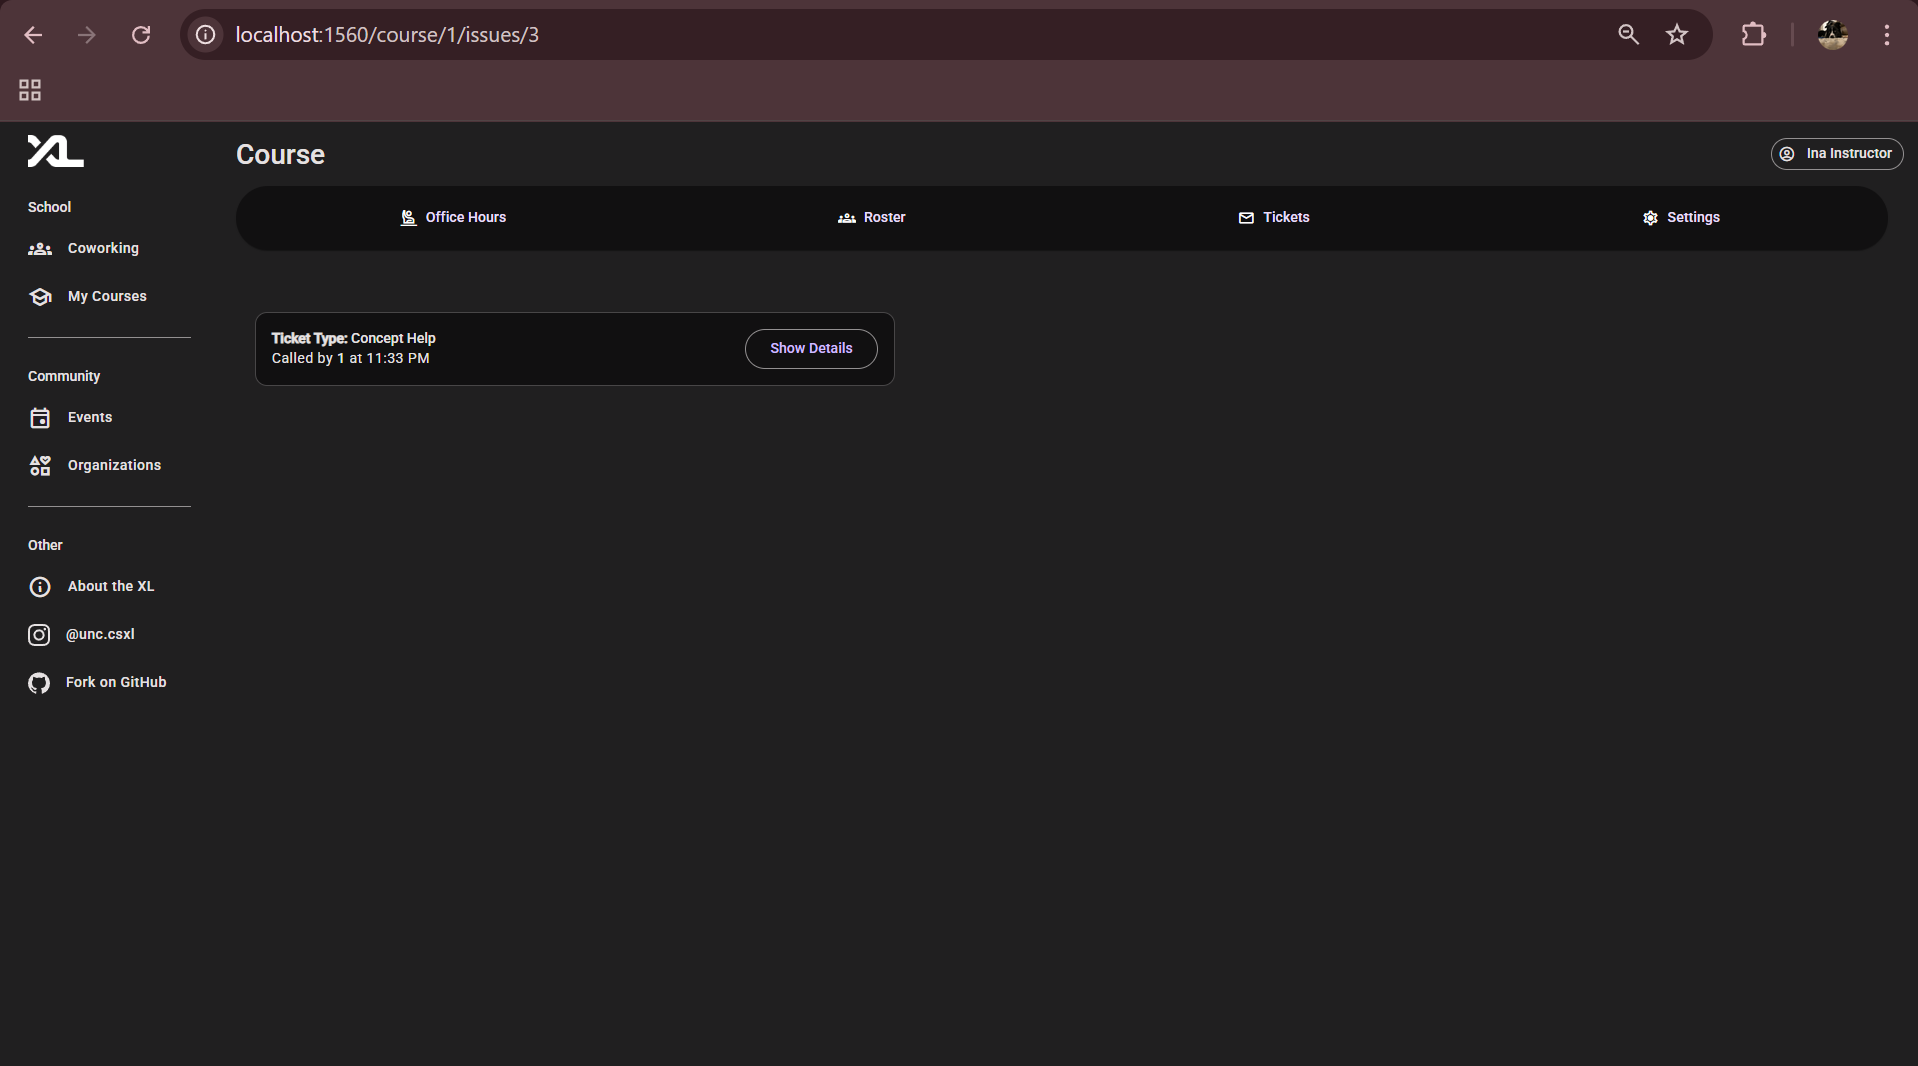 localhost:1560/course/1/issues/3
XL
Course
Ina Instructor
School
Coworking
My Courses
Community
Events
Organizations
Other
About the XL
@unc.csxl
Fork on GitHub
Office Hours
Roster
Tickets
Settings
Ticket Type: Concept Help
Called by 1 at 11:33 PM
Show Details